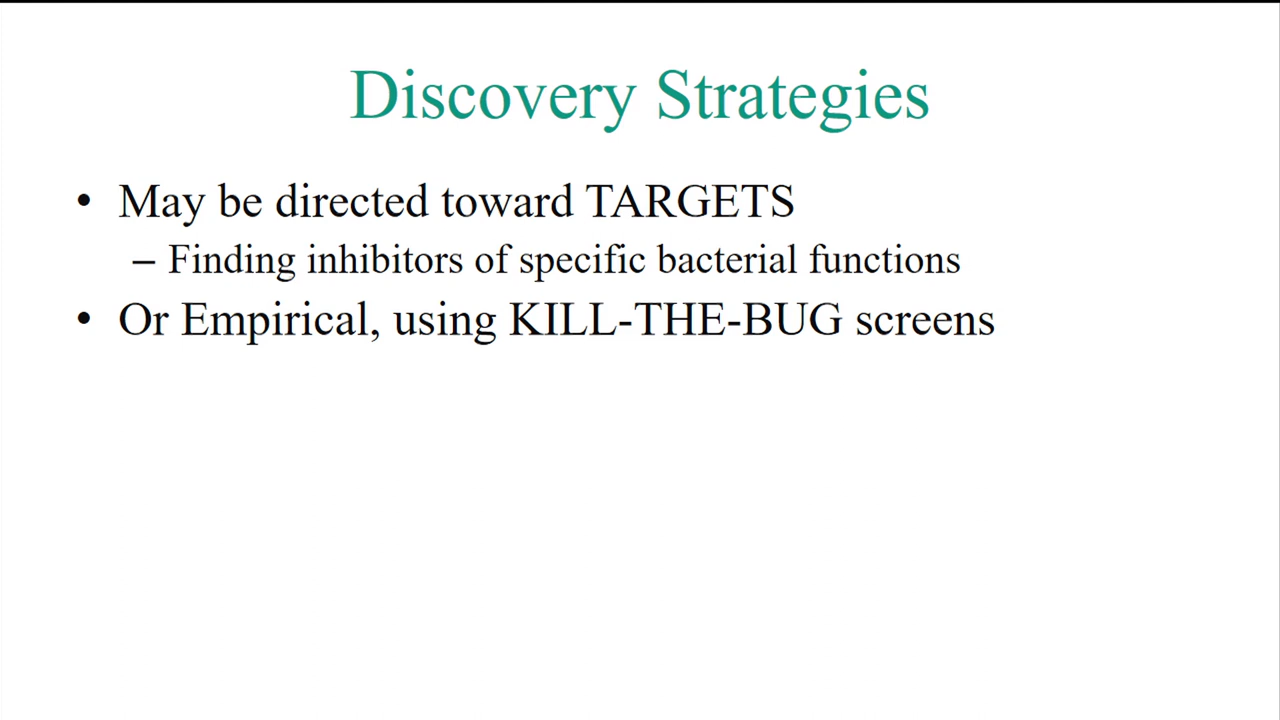 Discovery Strategies
• May be directed toward TARGETS
– Finding inhibitors of specific bacterial functions
• Or Empirical, using KILL-THE-BUG screens